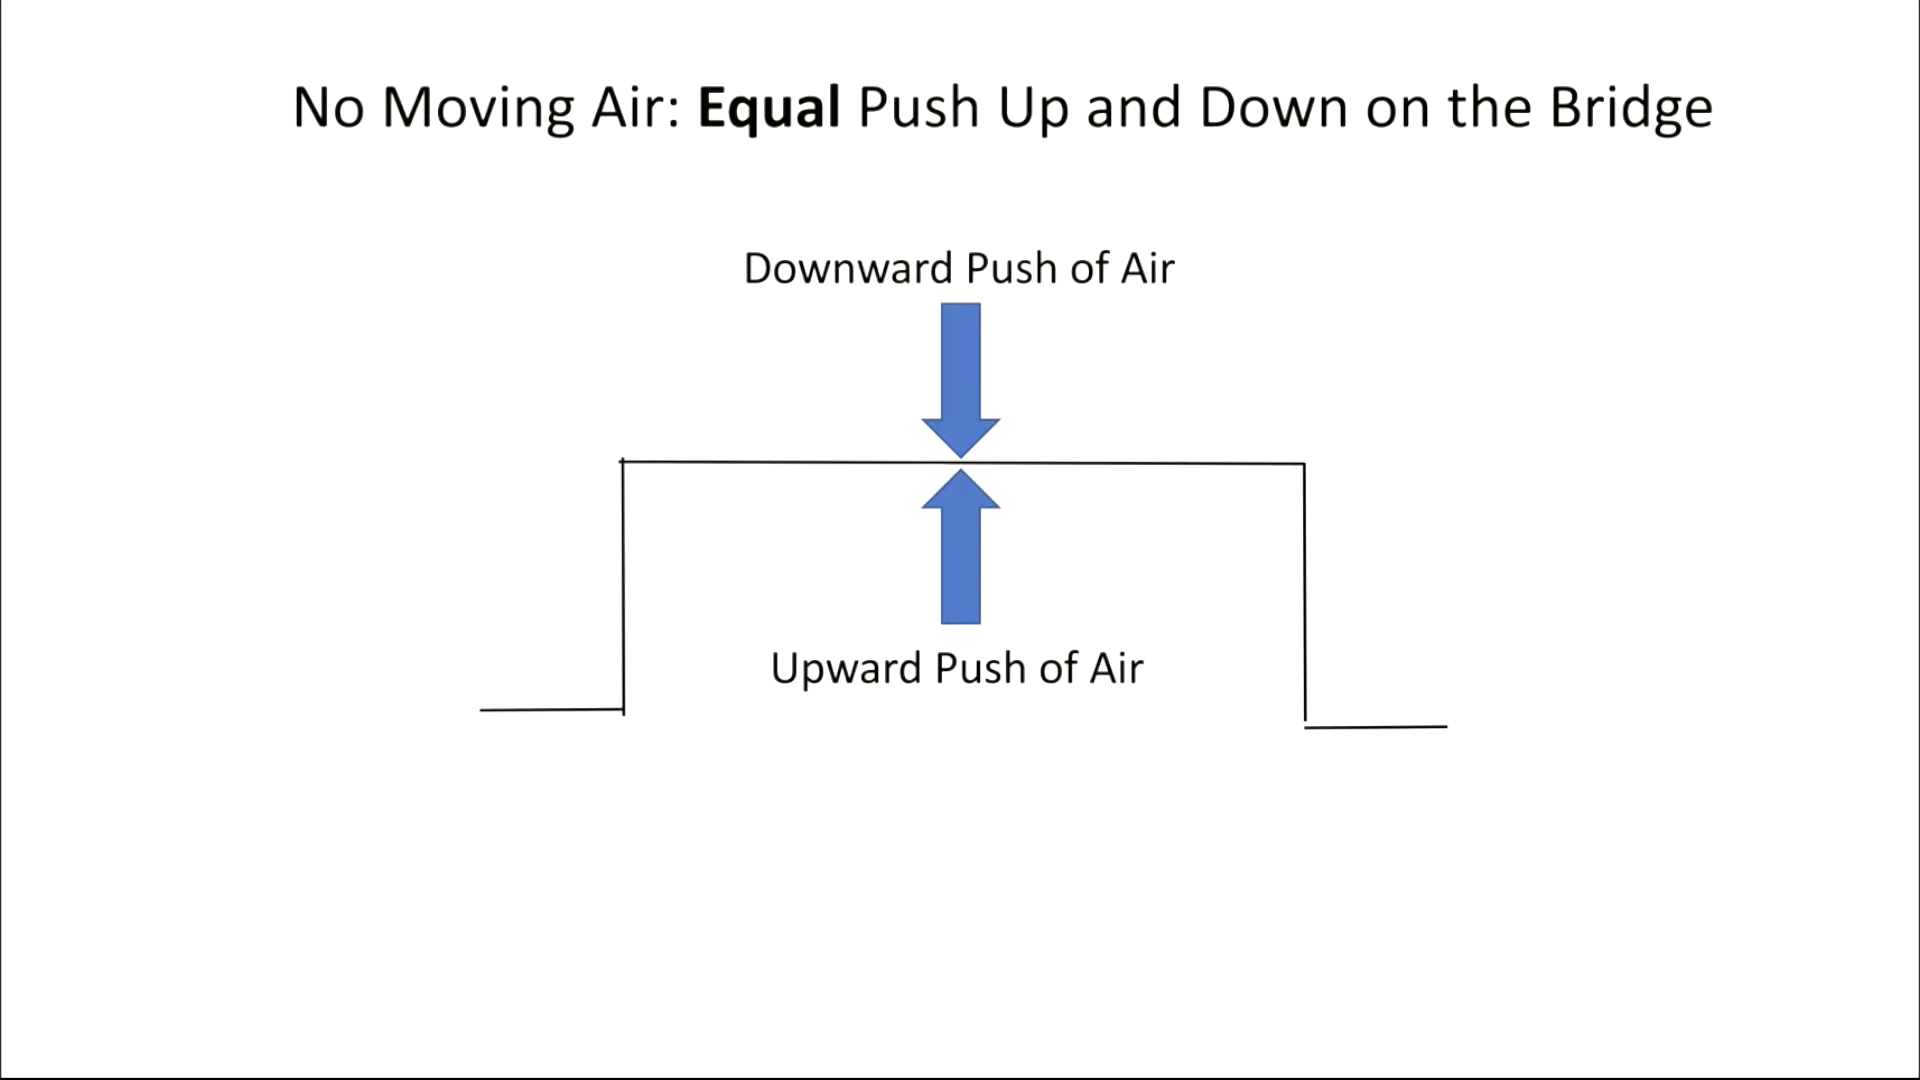 No Moving Air: Equal Push Up and Down on the Bridge
Downward Push of Air
Upward Push of Air